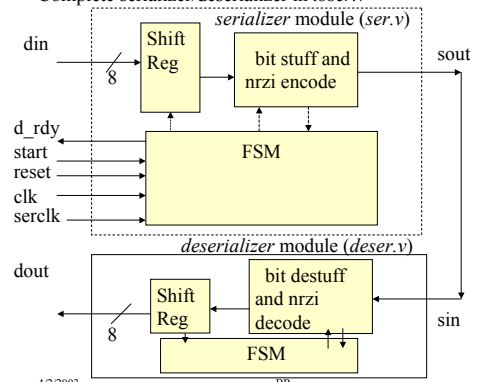 serializer module (ser.v)
din
8
Shift
Reg
bit stuff and
nrzi encode
sout
d_rdy
start
reset
clk
serclk
FSM
deserializer module (deser.v)
dout
8
Shift
Reg
bit destuff
and nrzi
decode
sin
FSM